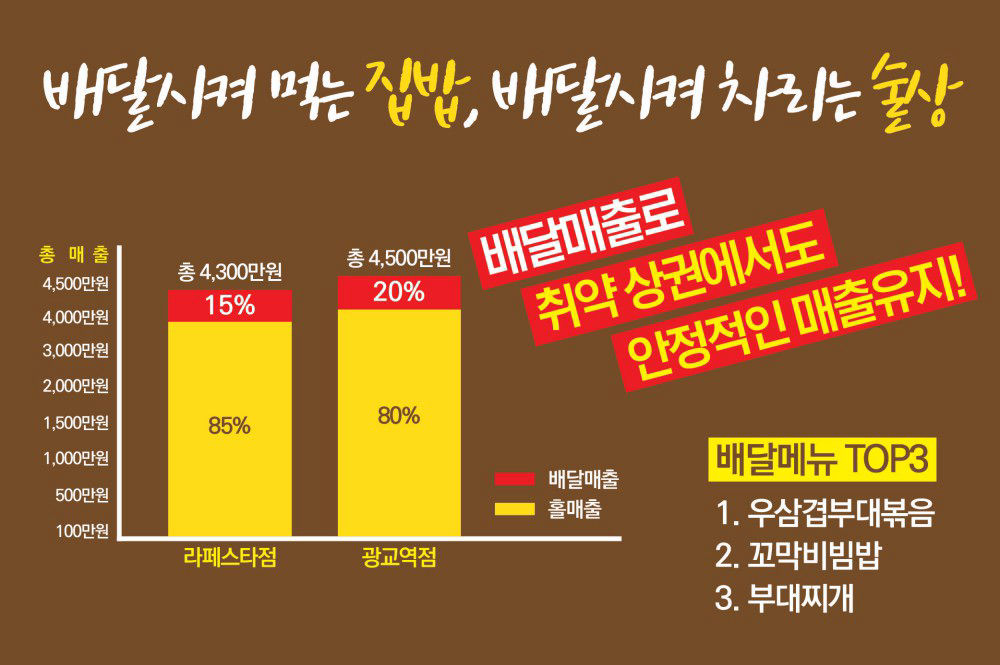 배달시켜 먹는 집밥, 배달시켜 차리는 술상
배달매출로
취약 상권에서도
안정적인 매출유지!
총 매출
4,500만원
4,000만원
3,000만원
2,000만원
1,500만원
1,000만원
500만원
100만원
총 4,300만원
15%
85%
라페스타점
총 4,500만원
20%
80%
광교역점
배달매출
홀매출
배달메뉴 TOP3
1. 우삼겹부대볶음
2. 꼬막비빔밥
3. 부대찌개